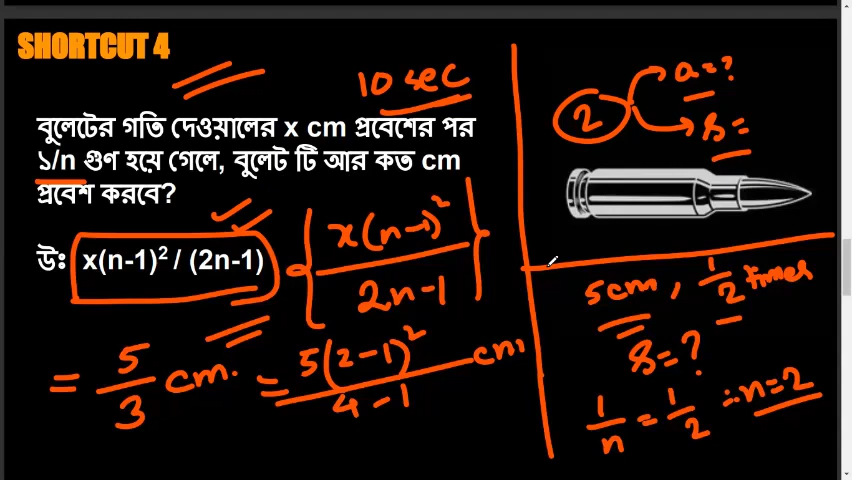 SHORTCUT 4
10 sec
বুলেটের গতি দেওয়ালের x cm প্রবেশের পর
১/n গুণ হয়ে গেলে, বুলেট টি আর কত cm
প্রবেশ করবে?
উঃ x(n-1)² / (2n-1)
{ x(n-1)² / 2n-1 }
= 5(2-1)² / 4-1 cm
= 5/3 cm.
2
a=?
s=
5cm, 1/2 times
s=?
1/n = 1/2 ∴n=2